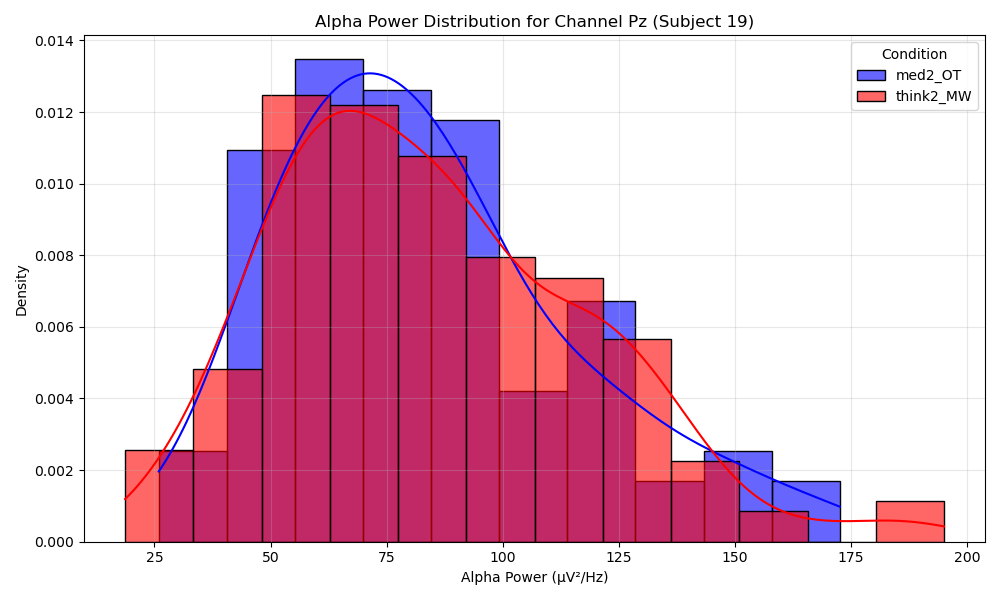 Alpha Power Distribution for Channel Pz (Subject 19)
Condition
med2_OT
think2_MW
Density
0.014
0.012
0.010
0.008
0.006
0.004
0.002
0.000
25 50 75 100 125 150 175 200
Alpha Power (μV²/Hz)